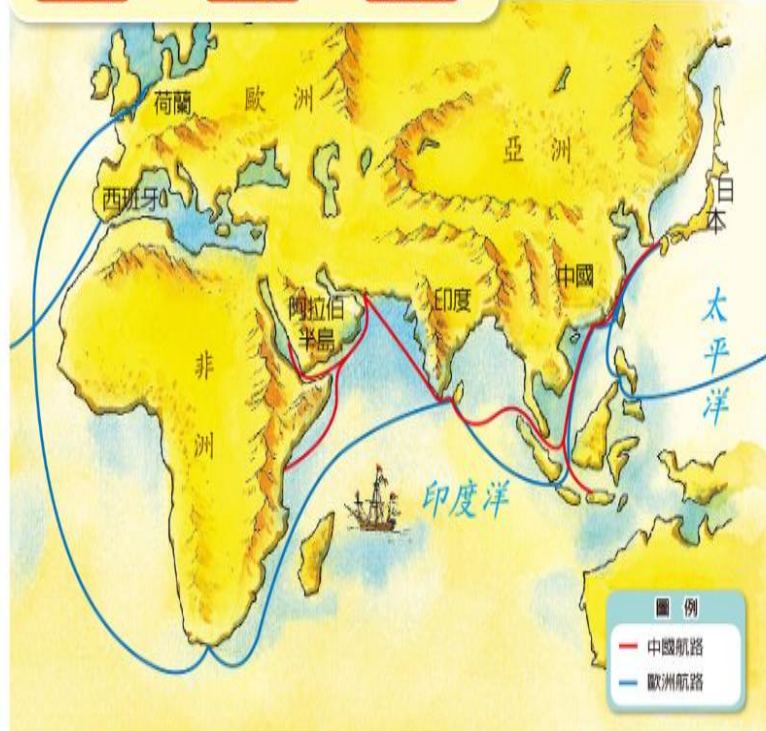 荷蘭
歐洲
亞洲
西班牙
日本
中國
阿拉伯
半島
印度
太平洋
非洲
印度洋
圖例
中國航路
歐洲航路